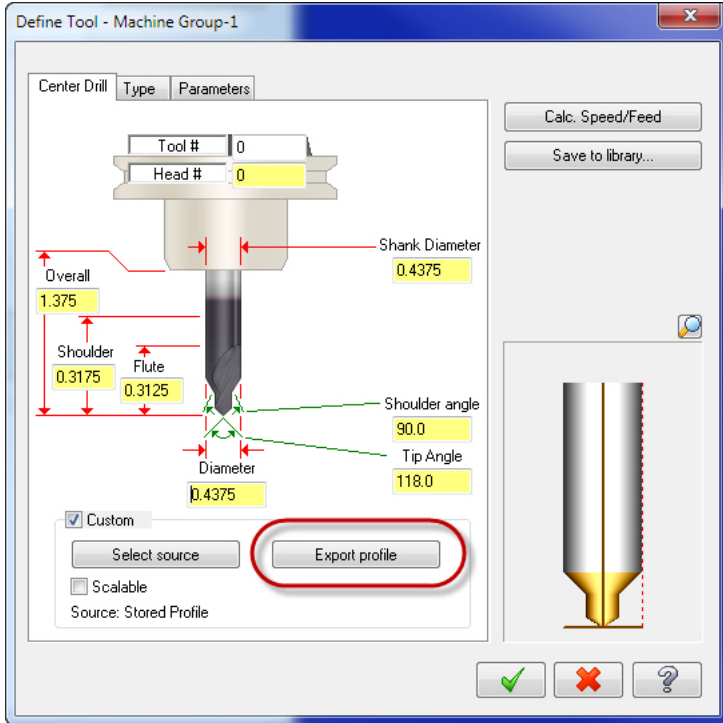 Define Tool - Machine Group-1
Center Drill Type Parameters
Calc. Speed/Feed
Save to library...
Tool # 0
Head # 0
Shank Diameter
0.4375
Overall
1.375
Shoulder
0.3175
Flute
0.3125
Shoulder angle
90.0
Tip Angle
118.0
Diameter
0.4375
Custom
Select source Export profile
Scalable
Source: Stored Profile